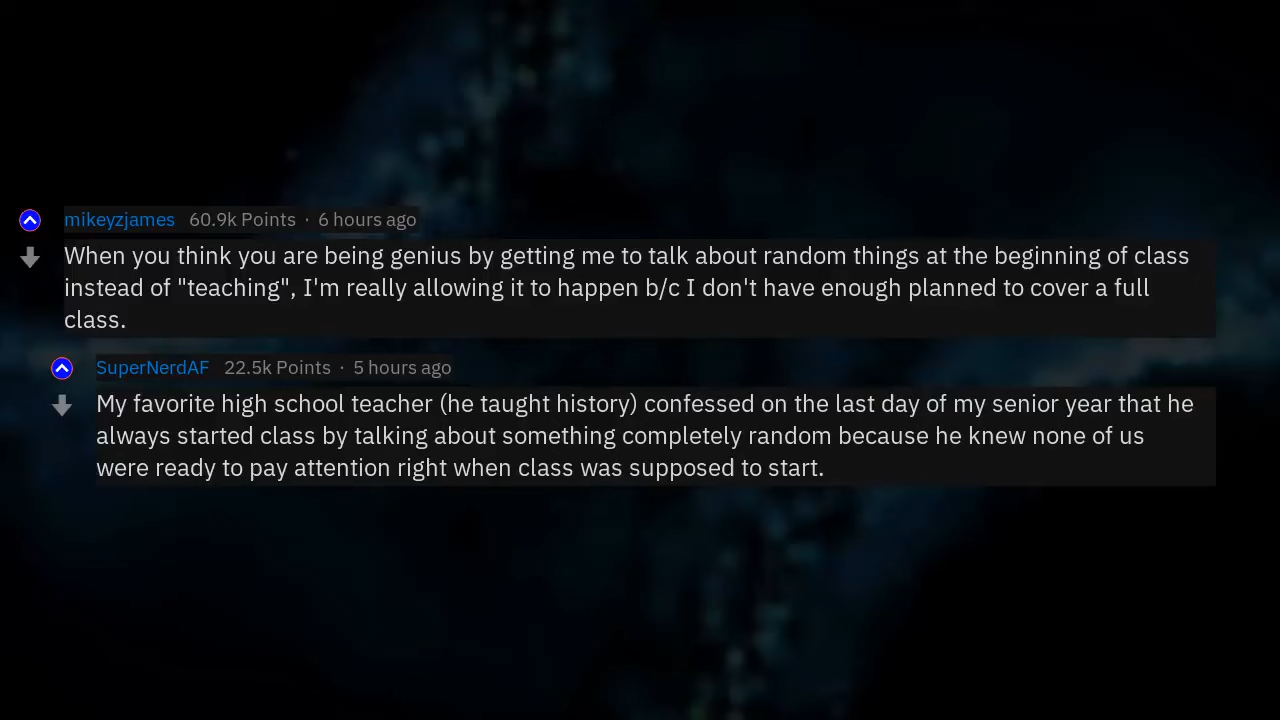 mikeyzjames 60.9k Points · 6 hours ago
When you think you are being genius by getting me to talk about random things at the beginning of class
instead of "teaching", I'm really allowing it to happen b/c I don't have enough planned to cover a full
class.
SuperNerdAF 22.5k Points · 5 hours ago
My favorite high school teacher (he taught history) confessed on the last day of my senior year that he
always started class by talking about something completely random because he knew none of us
were ready to pay attention right when class was supposed to start.